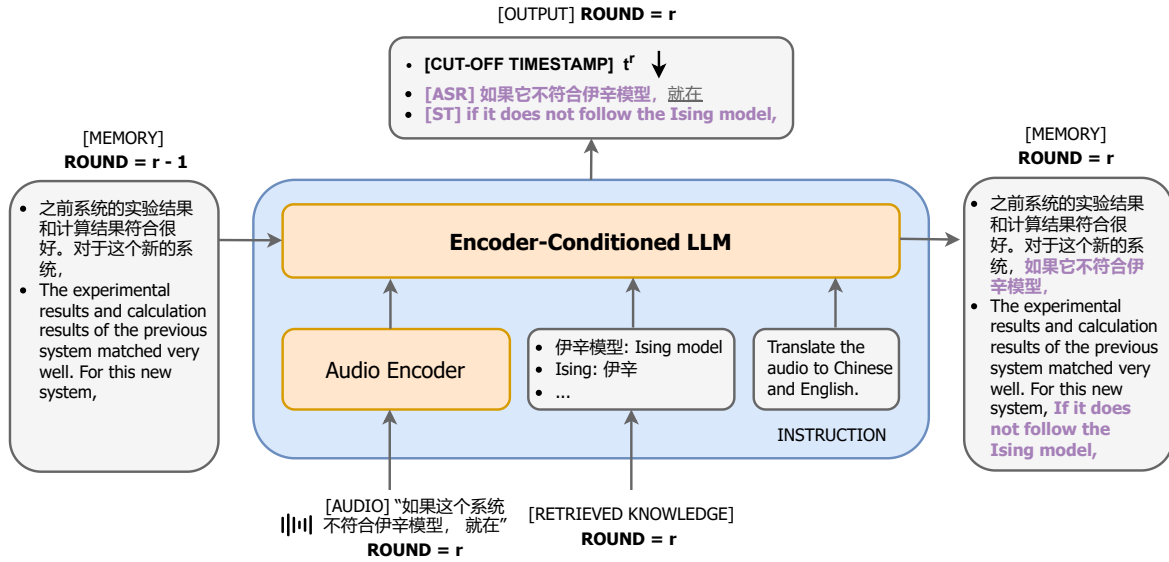 [OUTPUT] ROUND = r
• [CUT-OFF TIMESTAMP] tʳ
• [ASR] 如果它不符合伊辛模型，就在
• [ST] if it does not follow the Ising model,
[MEMORY]
ROUND = r - 1
• 之前系统的实验结果
和计算结果符合很
好。对于这个新的系
统，
• The experimental
results and calculation
results of the previous
system matched very
well. For this new
system,
Encoder-Conditioned LLM
Audio Encoder
• 伊辛模型: Ising model
• Ising: 伊辛
• ...
Translate the
audio to Chinese
and English.
INSTRUCTION
[MEMORY]
ROUND = r
• 之前系统的实验结果
和计算结果符合很
好。对于这个新的系
统，如果它不符合伊
辛模型，
• The experimental
results and calculation
results of the previous
system matched very
well. For this new
system, If it does
not follow the
Ising model,
[AUDIO] “如果这个系统
不符合伊辛模型， 就在”
ROUND = r
[RETRIEVED KNOWLEDGE]
ROUND = r